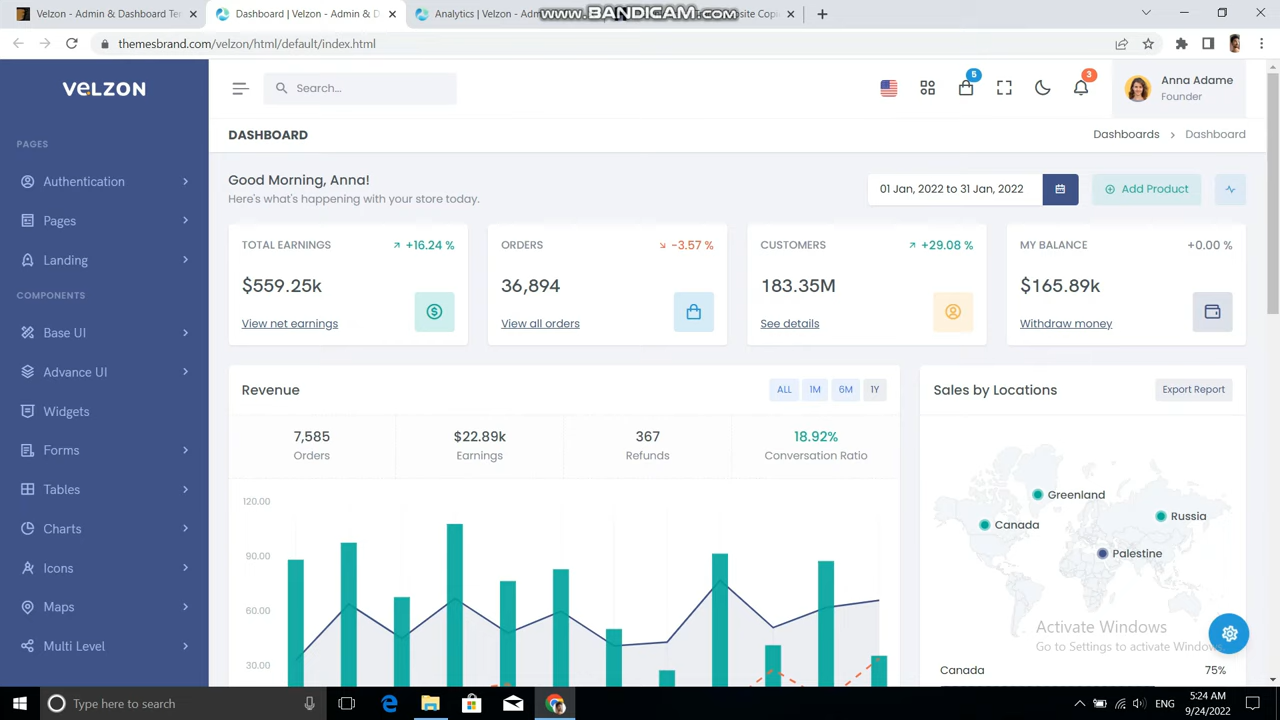 Velzon - Admin & Dashboard Te
Dashboard | Velzon - Admin & D
Analytics | Velzon - Adm
www.BANDICAM.com
site Copi
themesbrand.com/velzon/html/default/index.html
VELZON
Search...
5
3
Anna Adame
Founder
DASHBOARD
Dashboards > Dashboard
PAGES
Authentication
Pages
Landing
COMPONENTS
Base UI
Advance UI
Widgets
Forms
Tables
Charts
Icons
Maps
Multi Level
Good Morning, Anna!
Here's what's happening with your store today.
01 Jan, 2022 to 31 Jan, 2022
Add Product
TOTAL EARNINGS
+16.24 %
$559.25k
View net earnings
ORDERS
-3.57 %
36,894
View all orders
CUSTOMERS
+29.08 %
183.35M
See details
MY BALANCE
+0.00 %
$165.89k
Withdraw money
Revenue
ALL
1M
6M
1Y
7,585
Orders
$22.89k
Earnings
367
Refunds
18.92%
Conversation Ratio
120.00
90.00
60.00
30.00
Sales by Locations
Export Report
Greenland
Canada
Russia
Palestine
Activate Windows
Go to Settings to activate Windows
Canada
75%
Type here to search
ENG
5:24 AM
9/24/2022